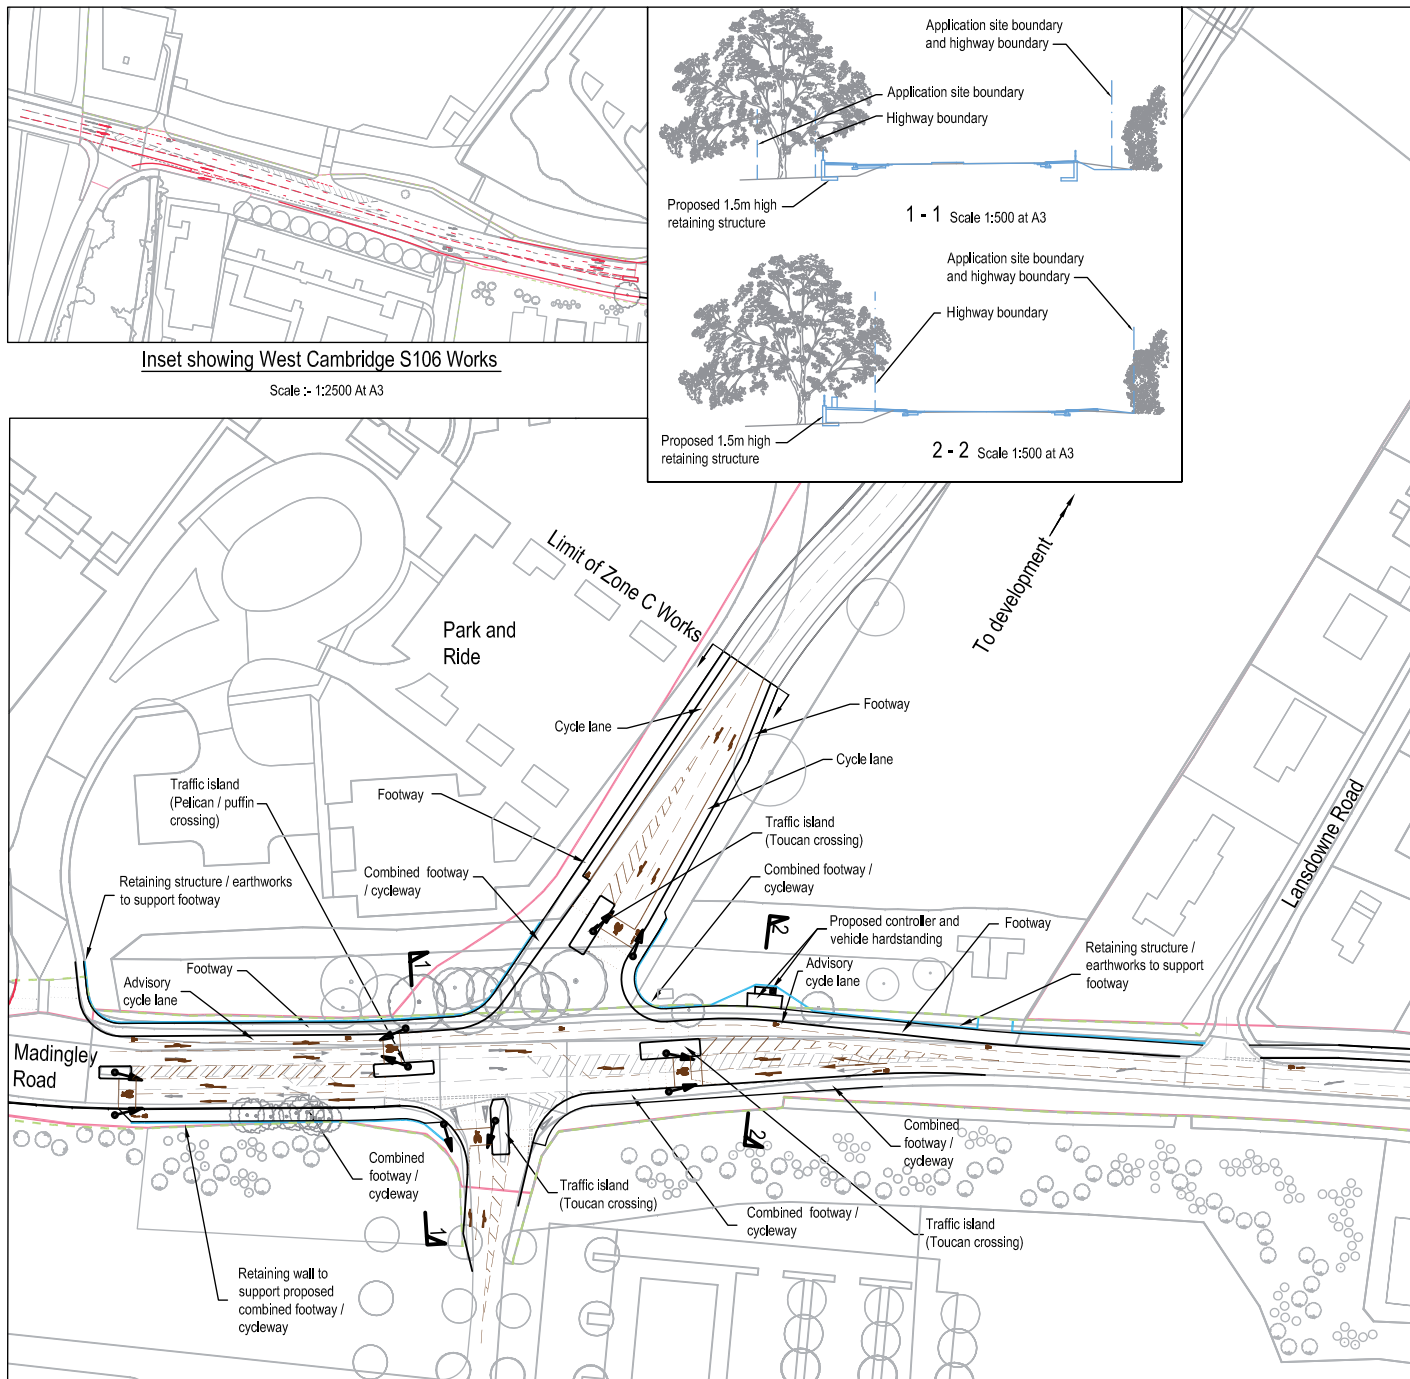 Application site boundary
and highway boundary
Application site boundary
Highway boundary
Proposed 1.5m high
retaining structure
1 - 1 Scale 1:500 at A3
Application site boundary
and highway boundary
Highway boundary
Proposed 1.5m high
retaining structure
2 - 2 Scale 1:500 at A3
Inset showing West Cambridge S106 Works
Scale :- 1:2500 At A3
Limit of Zone C Works
To development
Park and
Ride
Cycle lane
Footway
Cycle lane
Traffic island
(Pelican / puffin
crossing)
Footway
Traffic island
(Toucan crossing)
Combined footway
/ cycleway
Combined footway /
cycleway
Lansdowne Road
Retaining structure / earthworks
to support footway
Proposed controller and
vehicle hardstanding
Footway
Retaining structure /
earthworks to support
footway
1
2
Footway
Advisory
cycle lane
Advisory
cycle lane
Madingley
Road
Combined
footway /
cycleway
2
Combined
footway /
cycleway
Traffic island
(Toucan crossing)
Combined footway /
cycleway
Traffic island
(Toucan crossing)
1
Retaining wall to
support proposed
combined footway /
cycleway